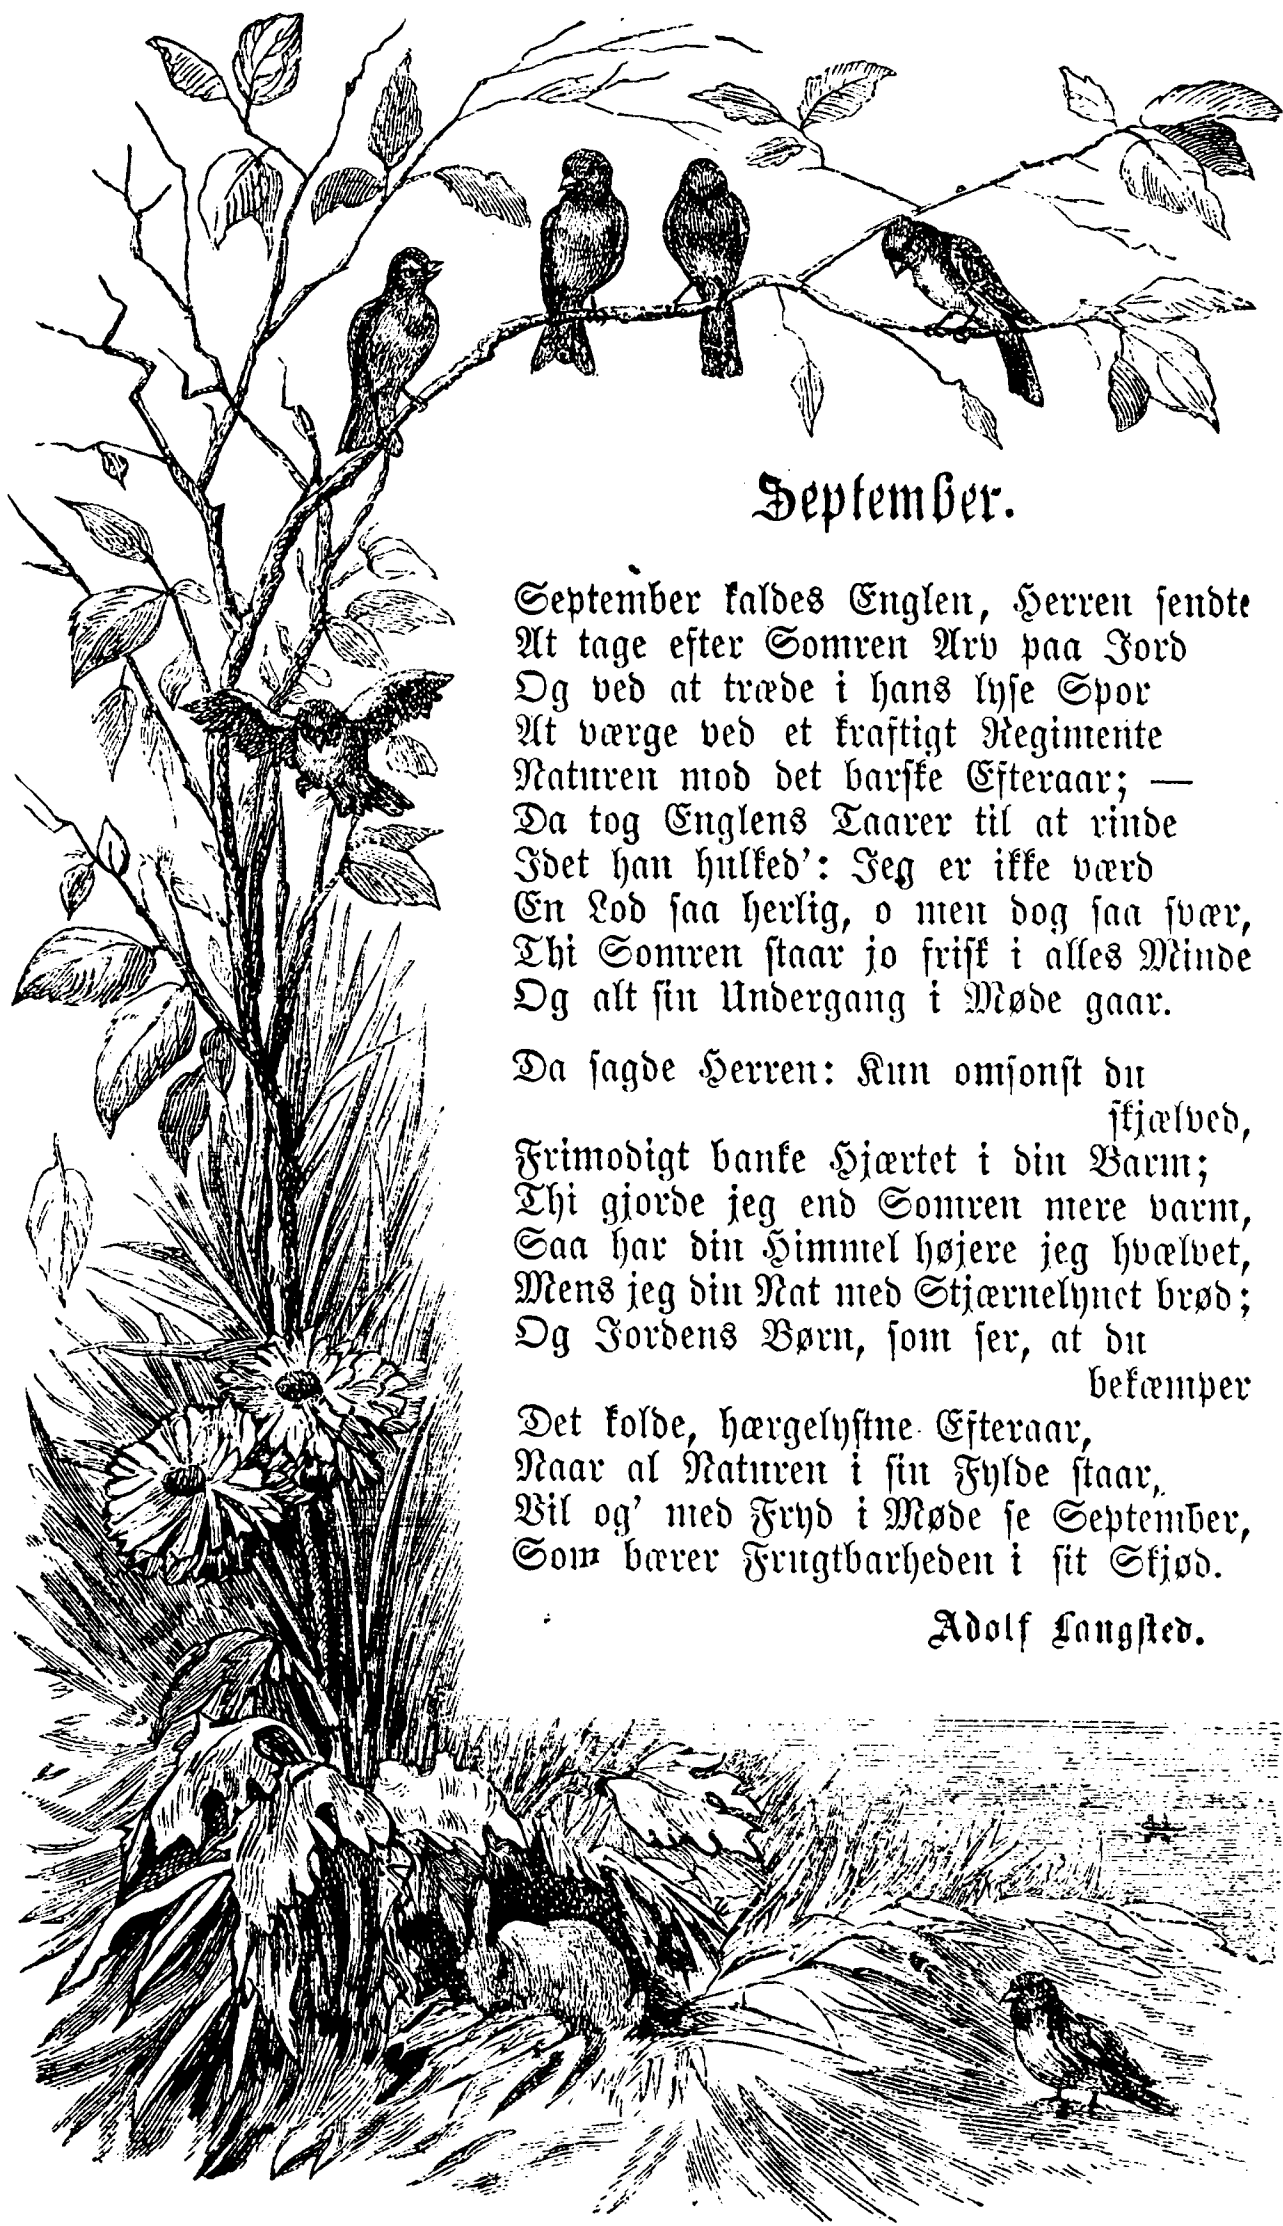 September.
September kaldes Englen, Herren sendte
At tage efter Somren Arv paa Jord
Og ved at træde i hans lyse Spor
At værge ved et kraftigt Regimente
Naturen mod det barske Efteraar; —
Da tog Englens Taarer til at rinde
Idet han hulked': Jeg er ikke værd
En Lod saa herlig, o men dog saa svær,
Thi Somren staar jo frisk i alles Minde
Og alt sin Undergang i Møde gaar.
Da sagde Herren: Kun omsonst du
skjælved,
Frimodigt banke Hjærtet i din Barm;
Thi gjorde jeg end Somren mere varm,
Saa har din Himmel højere jeg hvælvet,
Mens jeg din Nat med Stjærnelynet brød;
Og Jordens Børn, som ser, at du
bekæmper
Det kolde, hærgelystne Efteraar,
Naar al Naturen i sin Fylde staar,
Vil og' med Fryd i Møde se September,
Som bærer Frugtbarheden i sit Skjød.
Adolf Langsted.